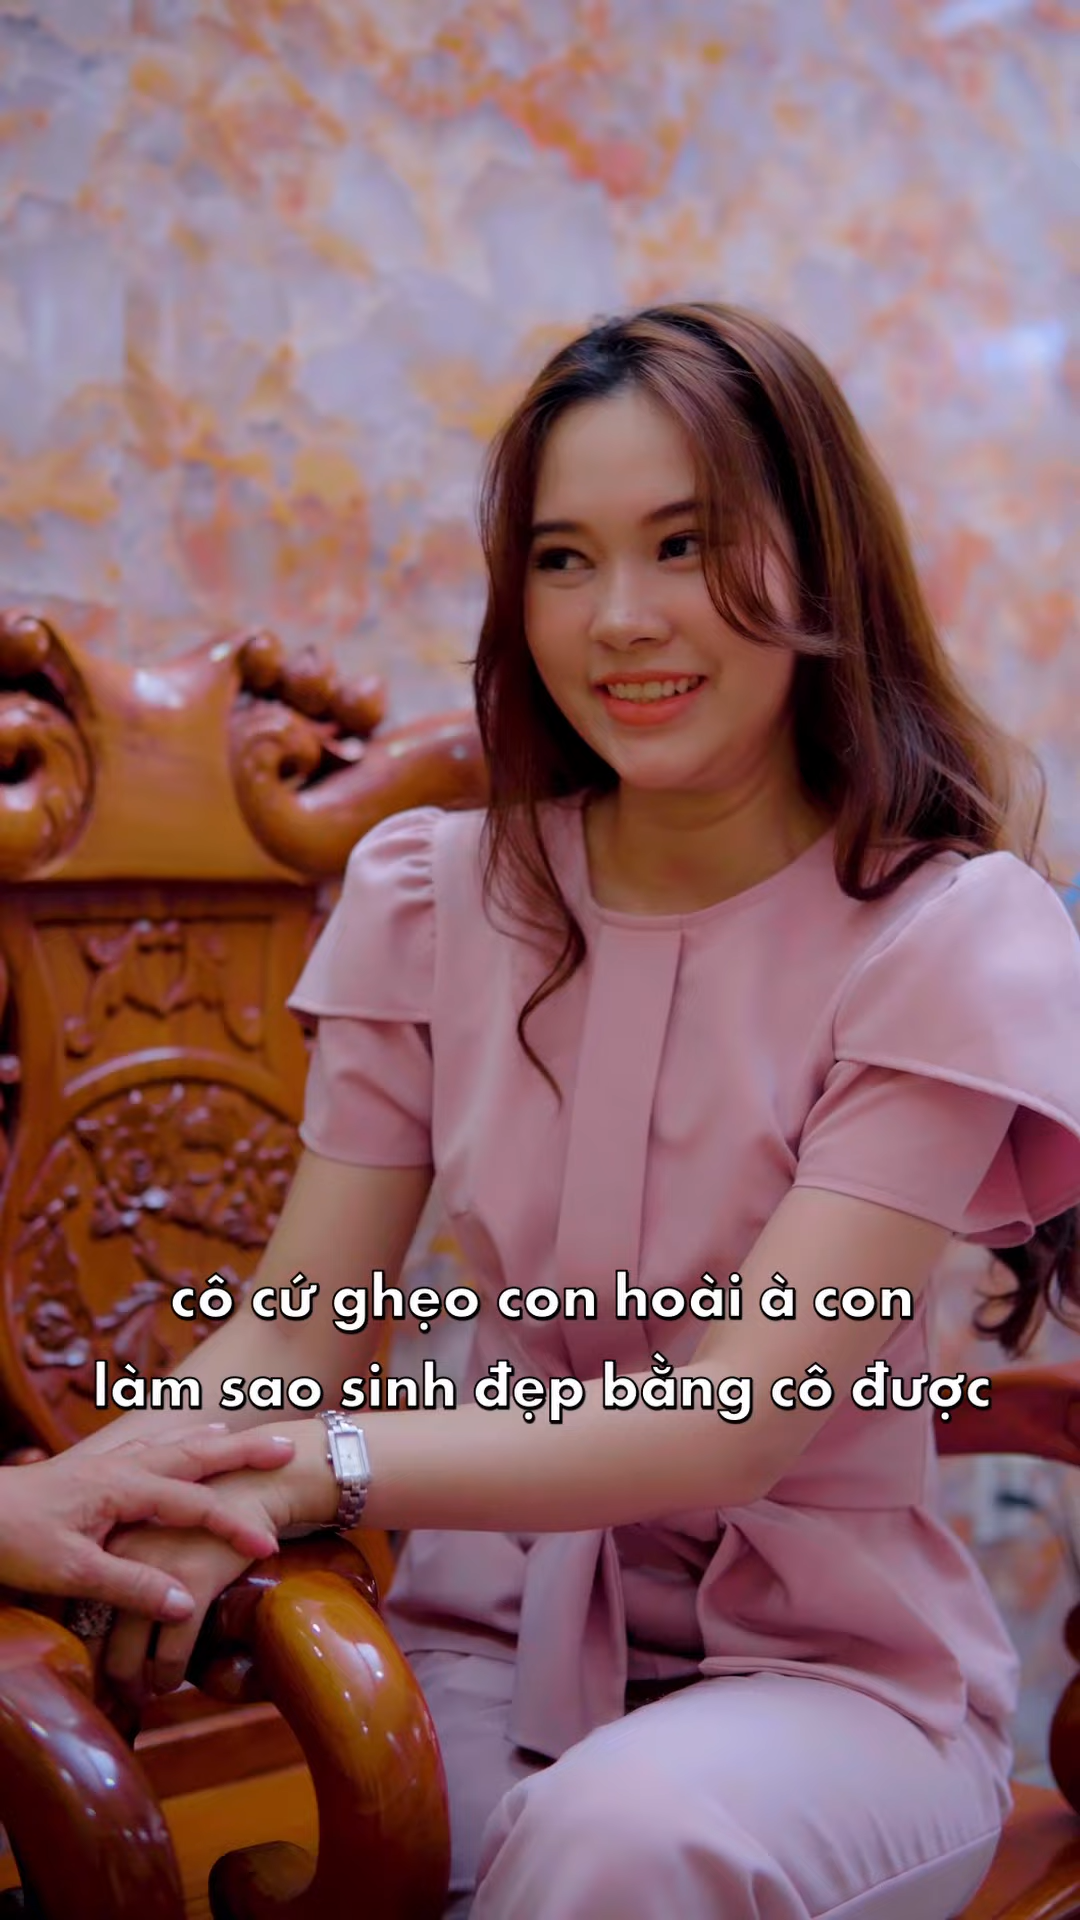 cô cứ ghẹo con hoài à con
làm sao sinh đẹp bằng cô được